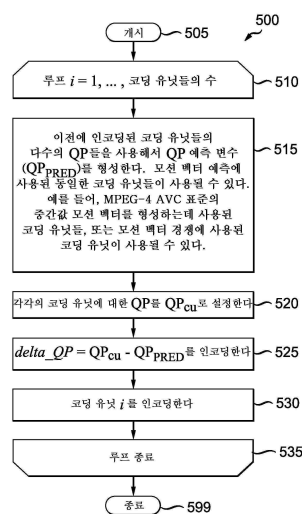 500
개시
505
루프 i = 1, ... , 코딩 유닛들의 수
510
이전에 인코딩된 코딩 유닛들의
다수의 QP들을 사용해서 QP 예측 변수
(QPPRED)를 형성한다. 모션 벡터 예측에
사용된 동일한 코딩 유닛들이 사용될 수 있다.
예를 들어, MPEG-4 AVC 표준의
중간값 모션 벡터를 형성하는데 사용된
코딩 유닛들, 또는 모션 벡터 경쟁에 사용된
코딩 유닛이 사용될 수 있다.
515
각각의 코딩 유닛에 대한 QP를 QPcu로 설정한다
520
delta_QP = QPcu - QPPRED를 인코딩한다
525
코딩 유닛 i 를 인코딩한다
530
루프 종료
535
종료
599